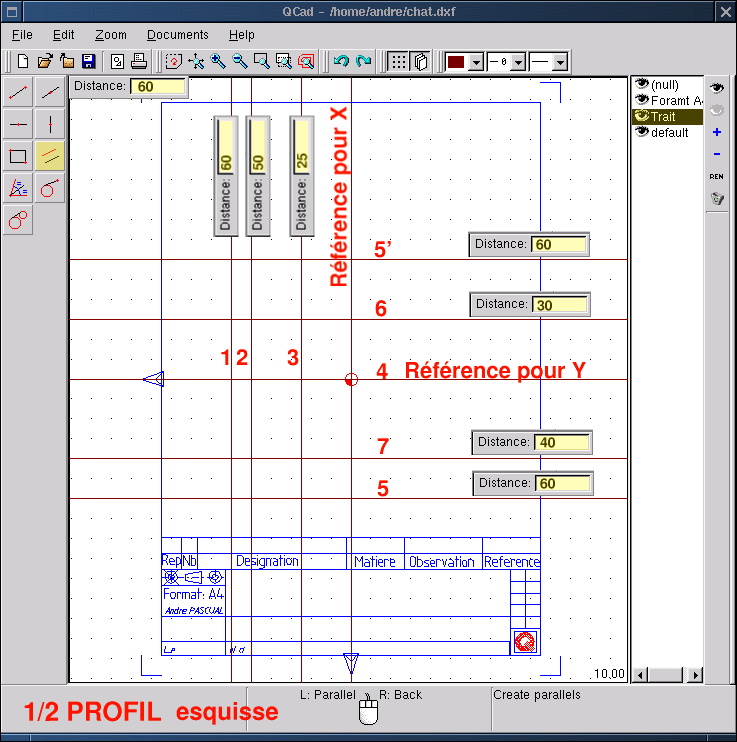 QCad - /home/andre/chat.dxf
File Edit Zoom Drawings Help
- 0
Distance: 60
(null)
Foramt A4
Trait
default
REN
Distance: 60
Distance: 50
Distance: 25
Référence pour X
5’
Distance: 60
6
Distance: 30
1 2 3
4 Référence pour Y
7
Distance: 40
5
Distance: 60
Rep Nb Designation Matiere Observation Reference
Format: A4
Andre PASCUAL
Le
10.00
L: Parallel R: Back
Create parallels
1/2 PROFIL esquisse